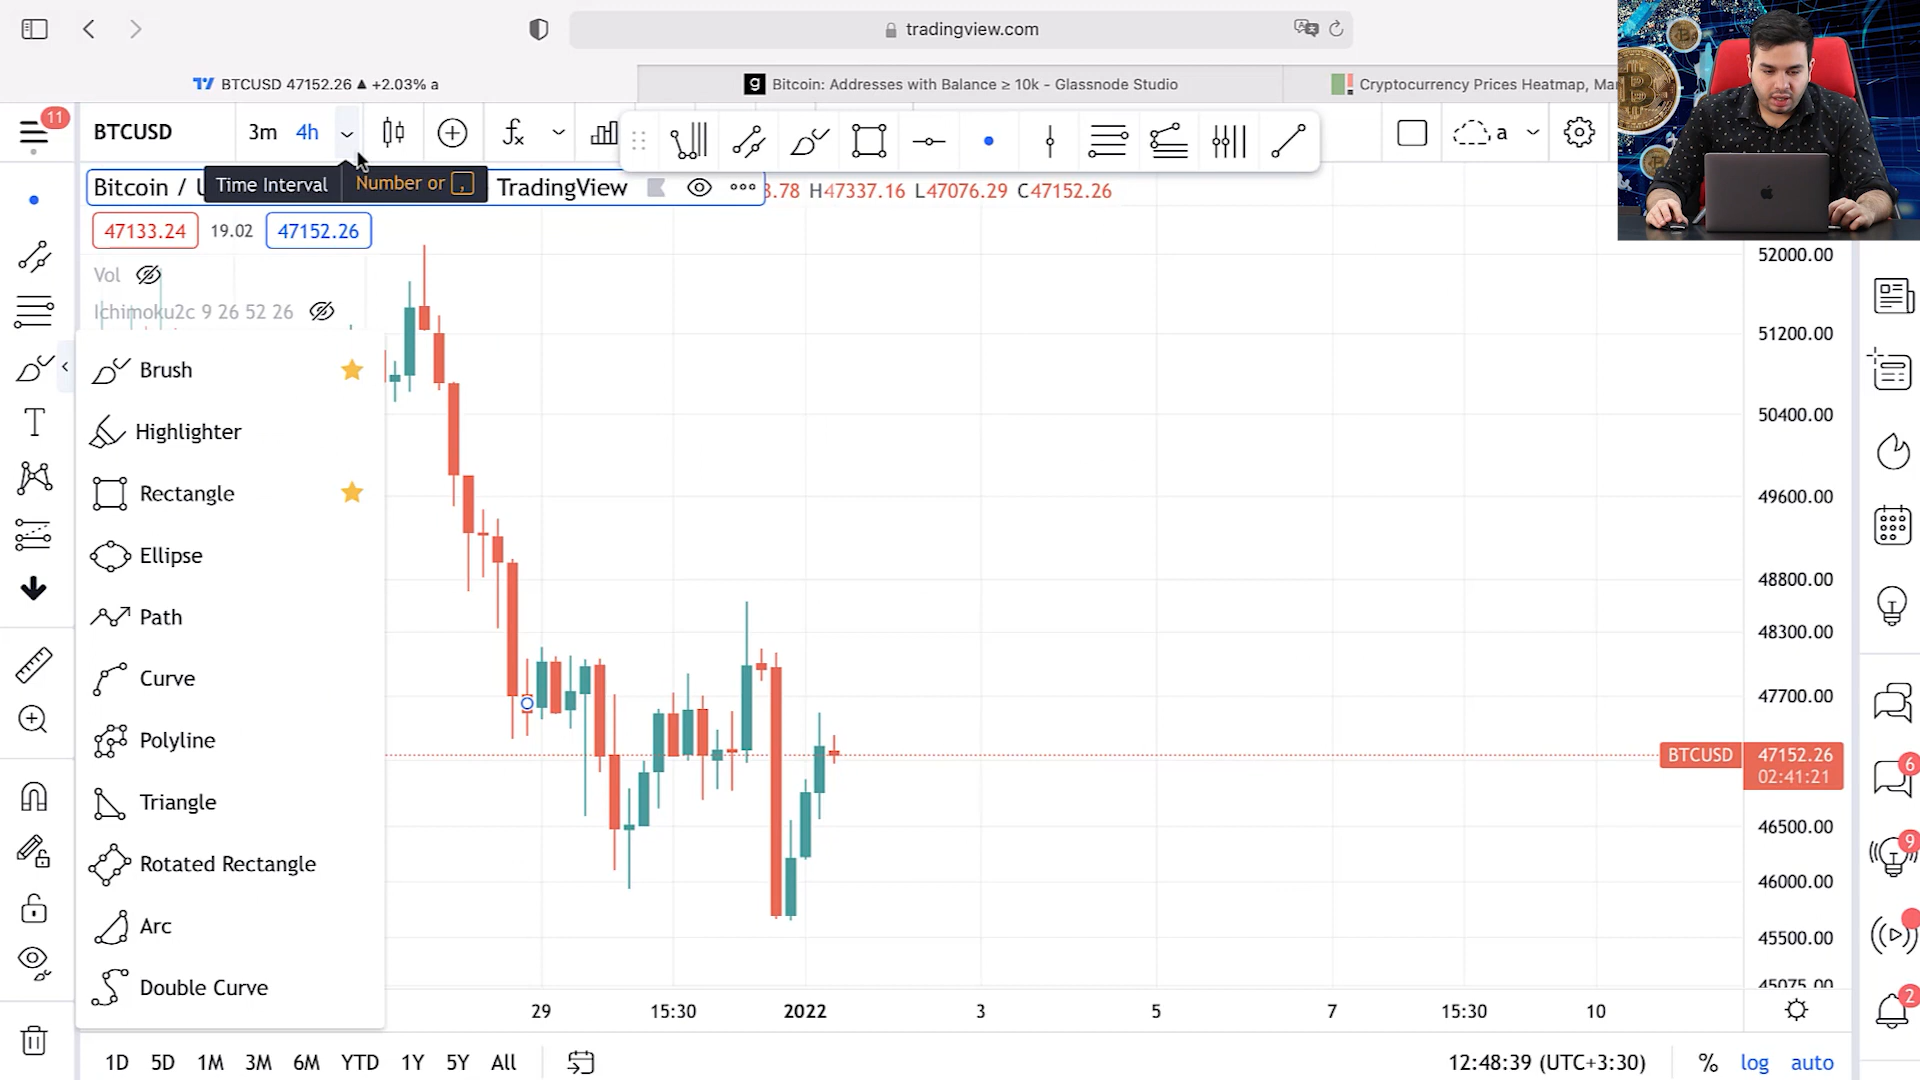 tradingview.com
BTCUSD 47152.26 ▲ +2.03% a
Bitcoin: Addresses with Balance ≥ 10k - Glassnode Studio
Cryptocurrency Prices Heatmap, Ma
11
BTCUSD
3m
4h
a
Time Interval
Number or ,
Bitcoin / U
TradingView
3.78 H47337.16 L47076.29 C47152.26
47133.24
19.02
47152.26
Vol
Ichimoku2c 9 26 52 26
Brush
Highlighter
Rectangle
Ellipse
Path
Curve
Polyline
Triangle
Rotated Rectangle
Arc
Double Curve
52000.00
51200.00
50400.00
49600.00
48800.00
48300.00
47700.00
BTCUSD
47152.26
02:41:21
46500.00
46000.00
45500.00
45075.00
6
9
2
29
15:30
2022
3
5
7
15:30
10
1D
5D
1M
3M
6M
YTD
1Y
5Y
All
12:48:39 (UTC+3:30)
%
log
auto